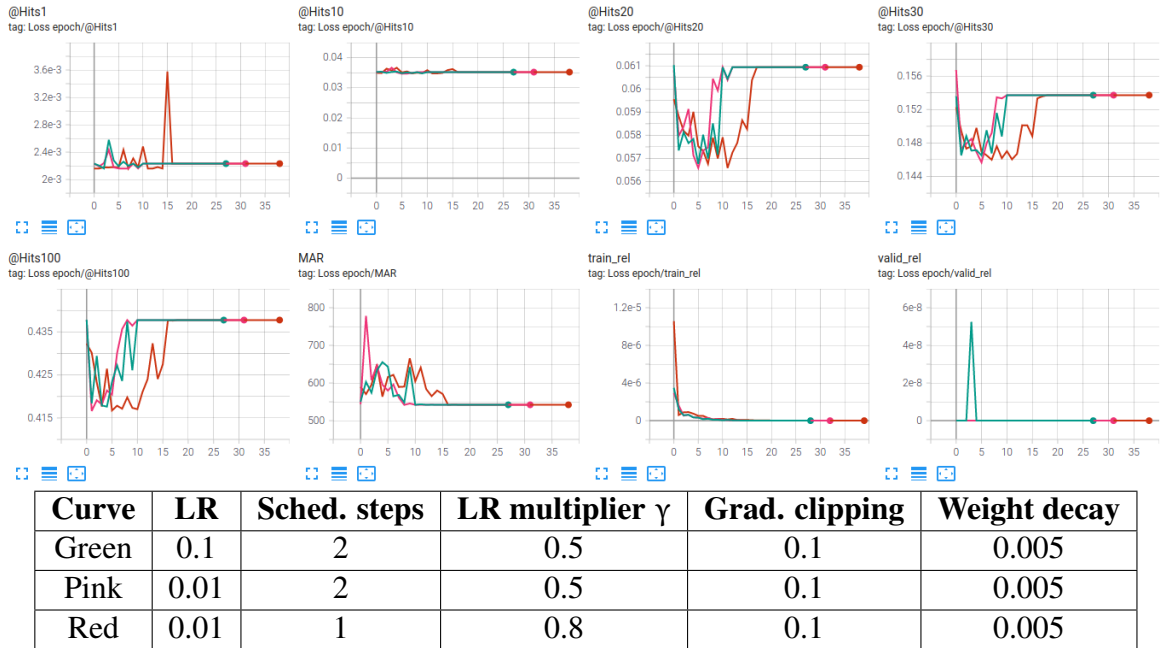 @Hits1
tag: Loss epoch/@Hits1
3.6e-3
3.2e-3
2.8e-3
2.4e-3
2e-3
0 5 10 15 20 25 30 35
@Hits10
tag: Loss epoch/@Hits10
0.04
0.03
0.02
0.01
0
0 5 10 15 20 25 30 35
@Hits20
tag: Loss epoch/@Hits20
0.061
0.06
0.059
0.058
0.057
0.056
0 5 10 15 20 25 30 35
@Hits30
tag: Loss epoch/@Hits30
0.156
0.152
0.148
0.144
0 5 10 15 20 25 30 35
@Hits100
tag: Loss epoch/@Hits100
0.435
0.425
0.415
0 5 10 15 20 25 30 35
MAR
tag: Loss epoch/MAR
800
700
600
500
0 5 10 15 20 25 30 35
train_rel
tag: Loss epoch/train_rel
1.2e-5
8e-6
4e-6
0
0 5 10 15 20 25 30 35
valid_rel
tag: Loss epoch/valid_rel
6e-8
4e-8
2e-8
0
0 5 10 15 20 25 30 35
Curve LR Sched. steps LR multiplier γ Grad. clipping Weight decay
Green 0.1 2 0.5 0.1 0.005
Pink 0.01 2 0.5 0.1 0.005
Red 0.01 1 0.8 0.1 0.005